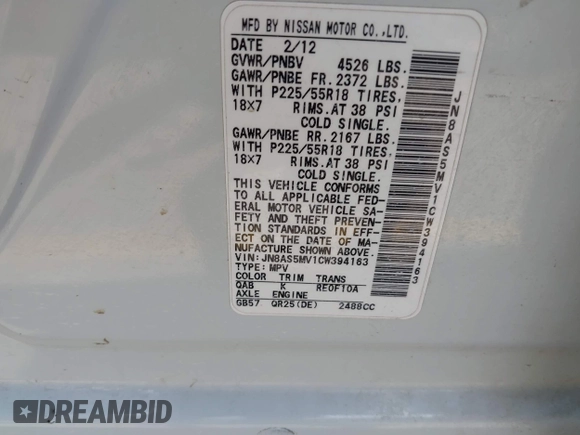 MFD BY NISSAN MOTOR CO.,LTD.
DATE 2/12
GVWR/PNBV 4526 LBS.
GAWR/PNBE FR. 2372 LBS.
WITH P225/55R18 TIRES,
18X7 RIMS.AT 38 PSI
COLD SINGLE.
GAWR/PNBE RR. 2167 LBS.
WITH P225/55R18 TIRES,
18X7 RIMS.AT 38 PSI
COLD SINGLE.
THIS VEHICLE CONFORMS
TO ALL APPLICABLE FED-
ERAL MOTOR VEHICLE SA-
FETY AND THEFT PREVEN-
TION STANDARDS IN EFF-
ECT ON THE DATE OF MA-
NUFACTURE SHOWN ABOVE.
VIN: JN8AS5MV1CW394163
TYPE: MPV
COLOR TRIM TRANS
QAB K RE0F10A
AXLE ENGINE
GB57 QR25(DE) 2488CC
JN8AS5MV1CW394163
DREAMBID